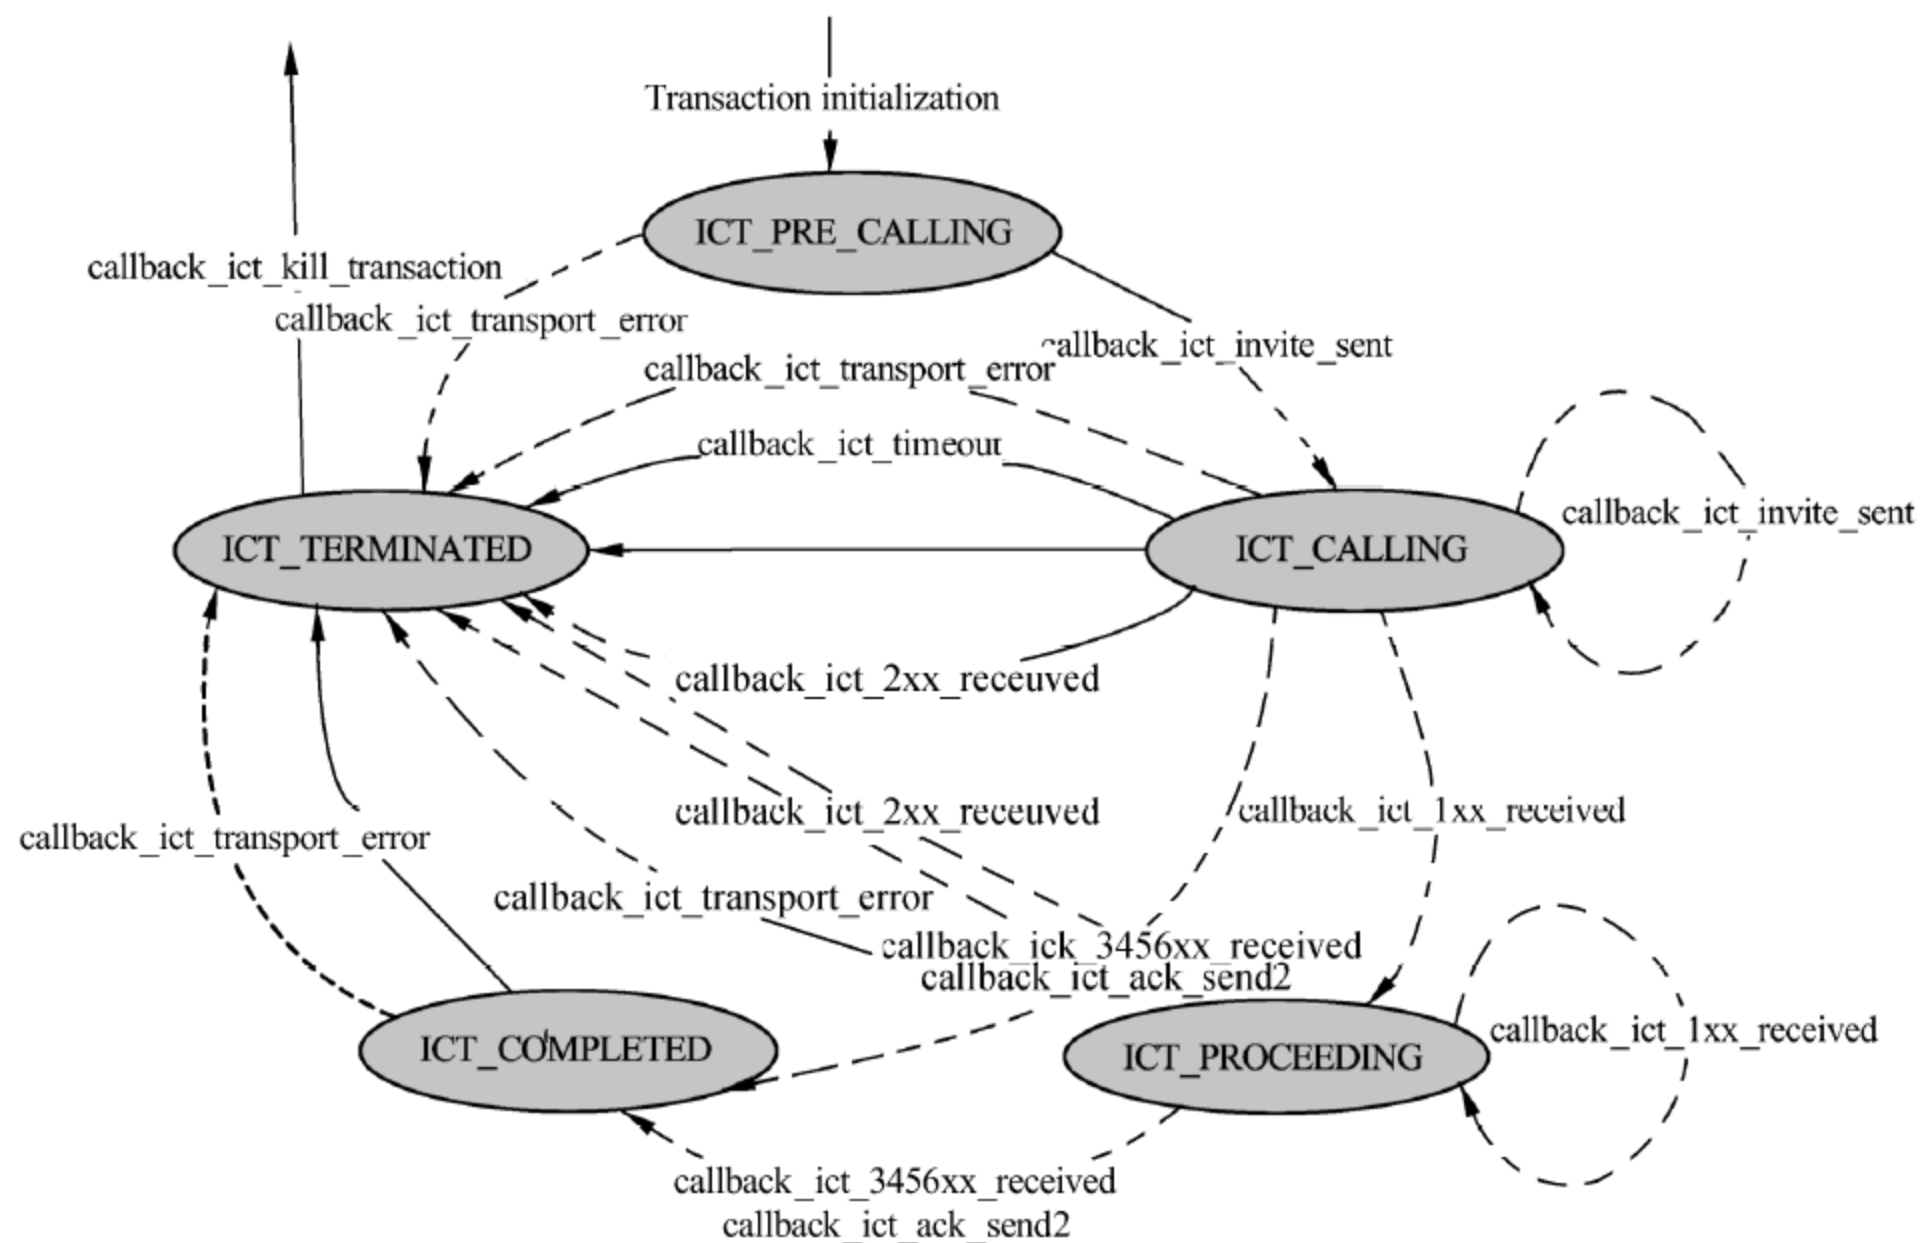 Transaction initialization
ICT_PRE_CALLING
callback_ict_kill_transaction
callback_ict_transport_error
callback_ict_invite_sent
callback_ict_transport_error
callback_ict_timeout
callback_ict_invite_sent
ICT_TERMINATED
ICT_CALLING
callback_ict_2xx_receuved
callback_ict_2xx_receuved
callback_ict_1xx_received
callback_ict_transport_error
callback_ict_transport_error
callback_ick_3456xx_received
callback_ict_ack_send2
callback_ict_1xx_received
ICT_COMPLETED
ICT_PROCEEDING
callback_ict_3456xx_received
callback_ict_ack_send2